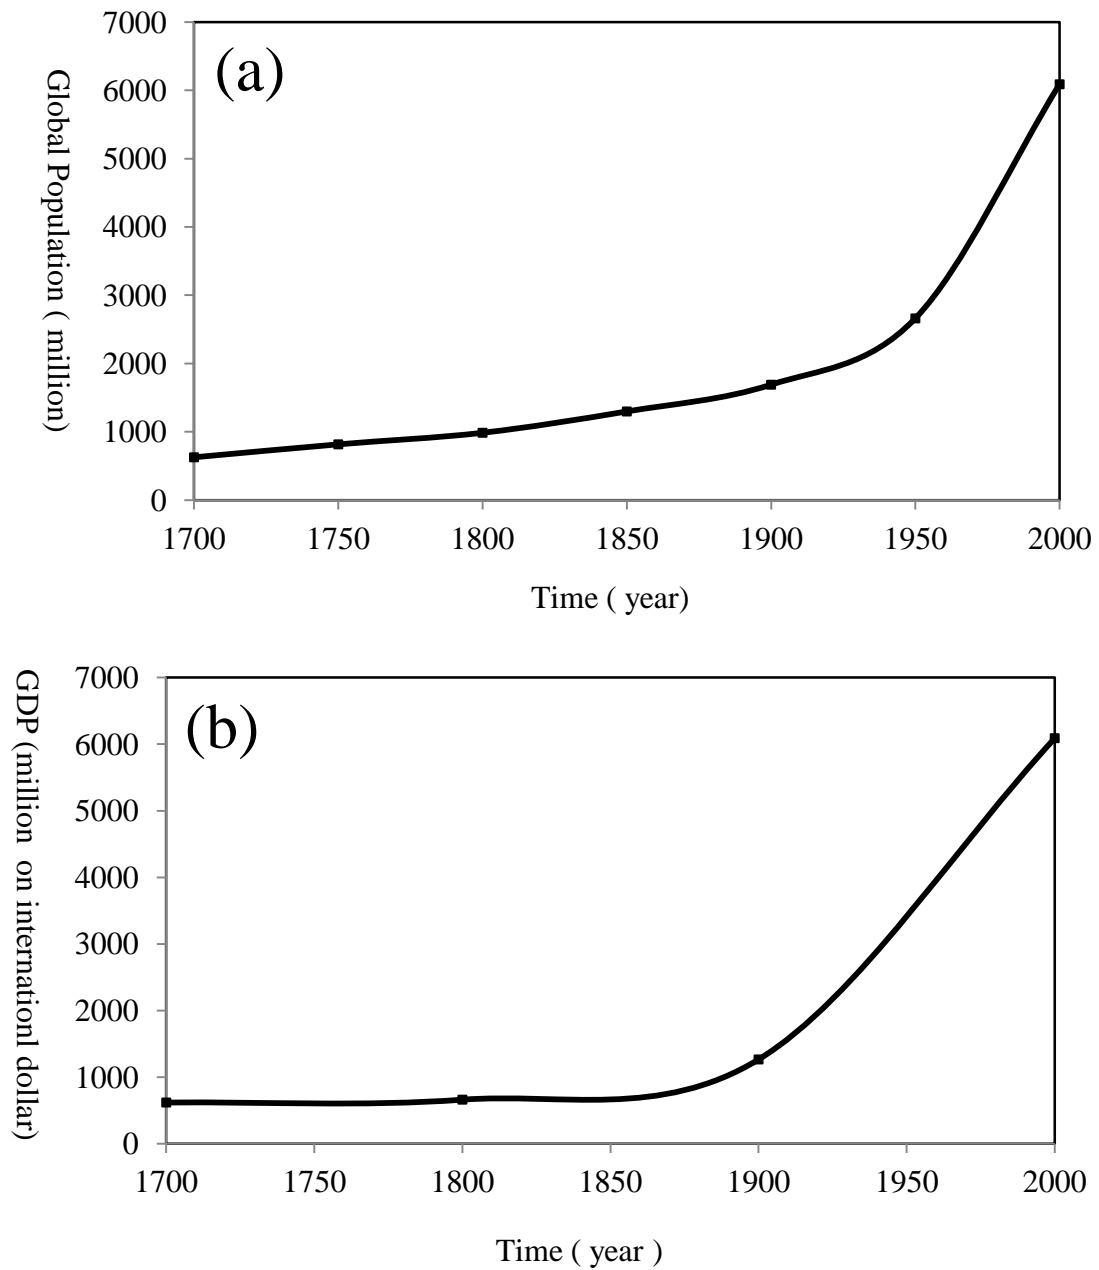 7000
(a)
6000
5000
4000
3000
2000
1000
0
Global Population ( million)
1700 1750 1800 1850 1900 1950 2000
Time ( year)
7000
(b)
6000
5000
4000
3000
2000
1000
0
GDP (million on internationl dollar)
1700 1750 1800 1850 1900 1950 2000
Time ( year )